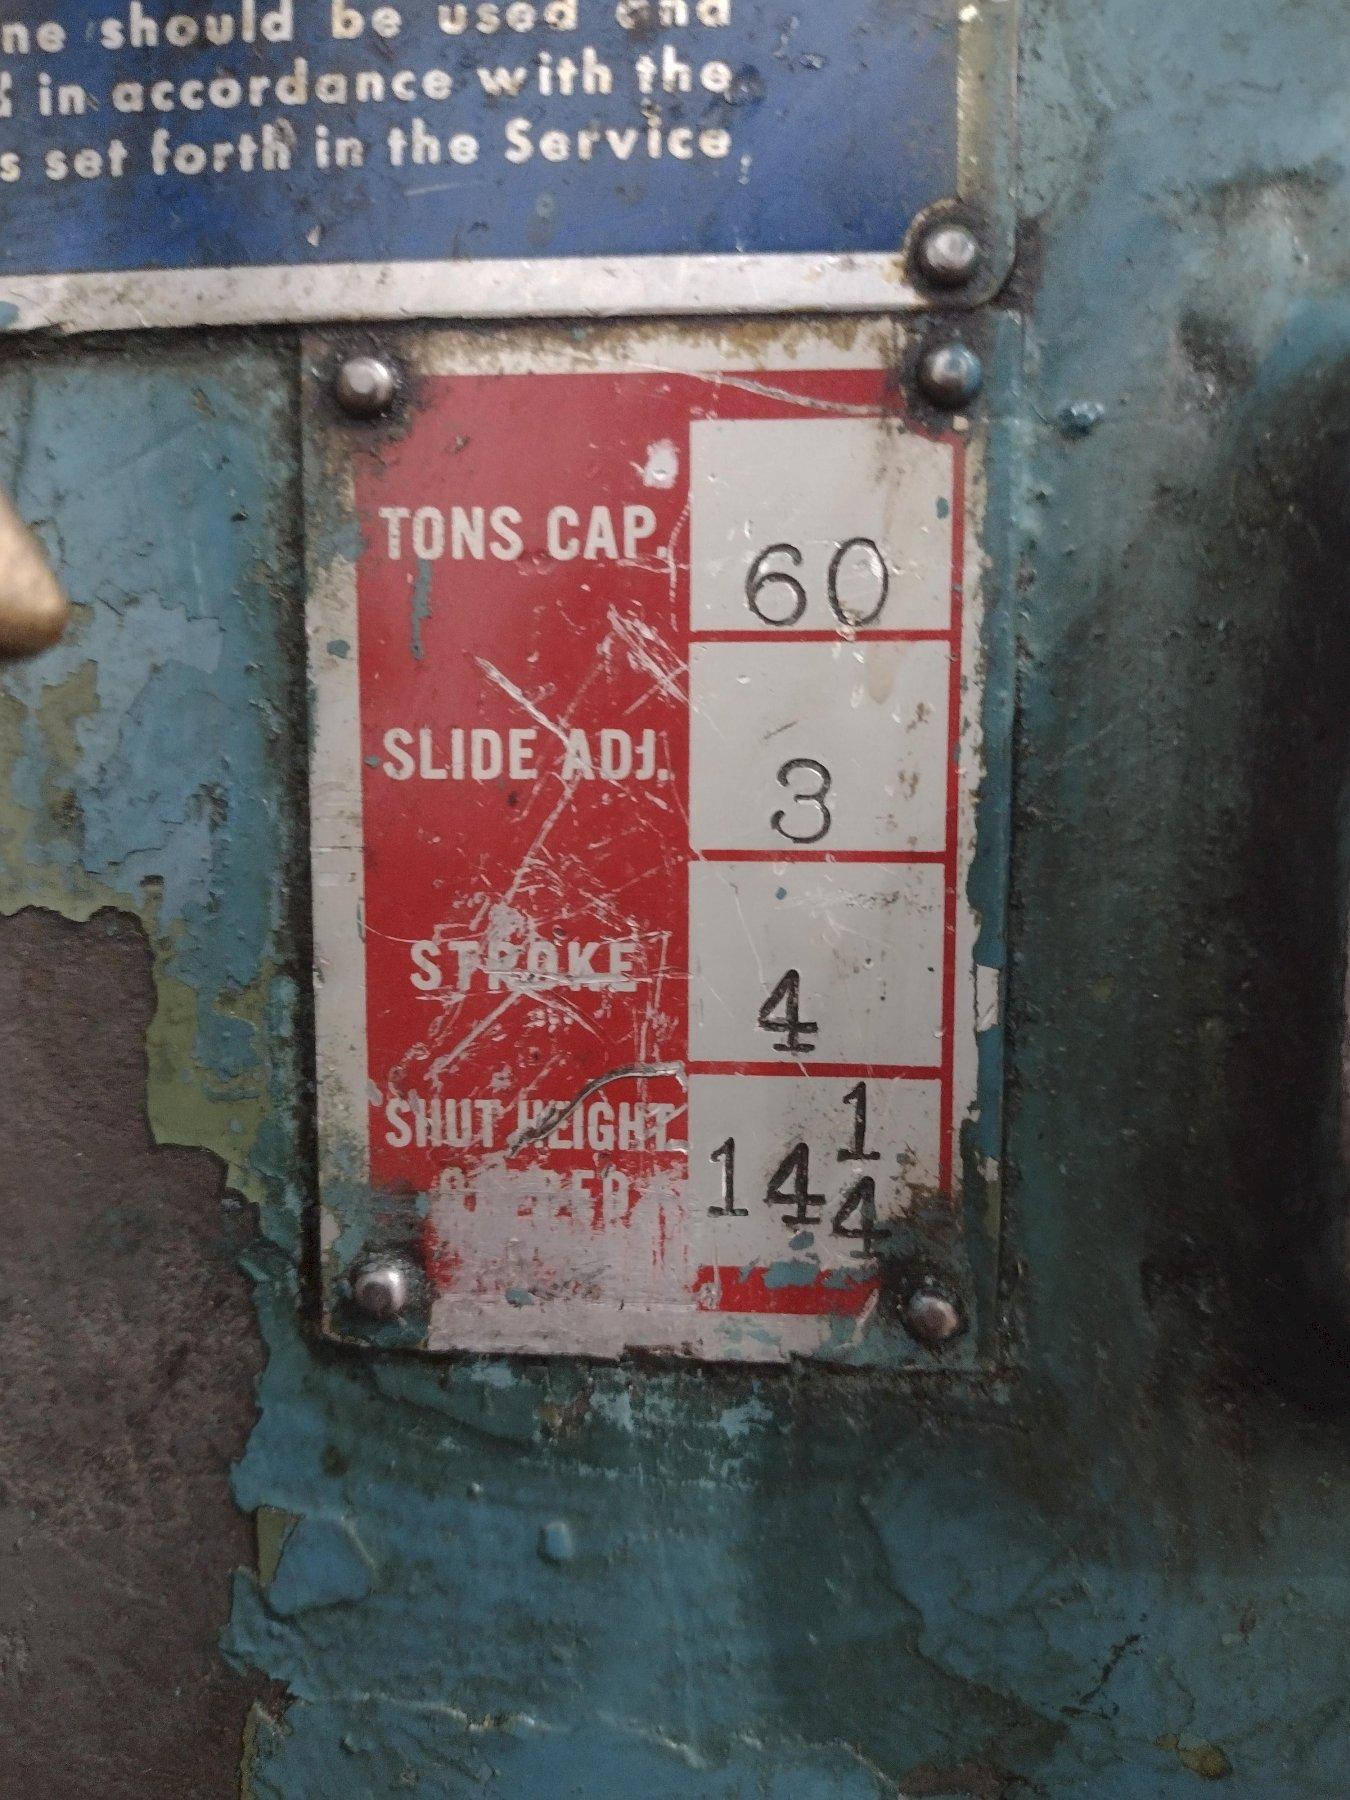 should be used and
in accordance with the
set forth in the Service
TONS CAP. 60
SLIDE ADJ. 3
STROKE 4
SHUT HEIGHT 14 1/4